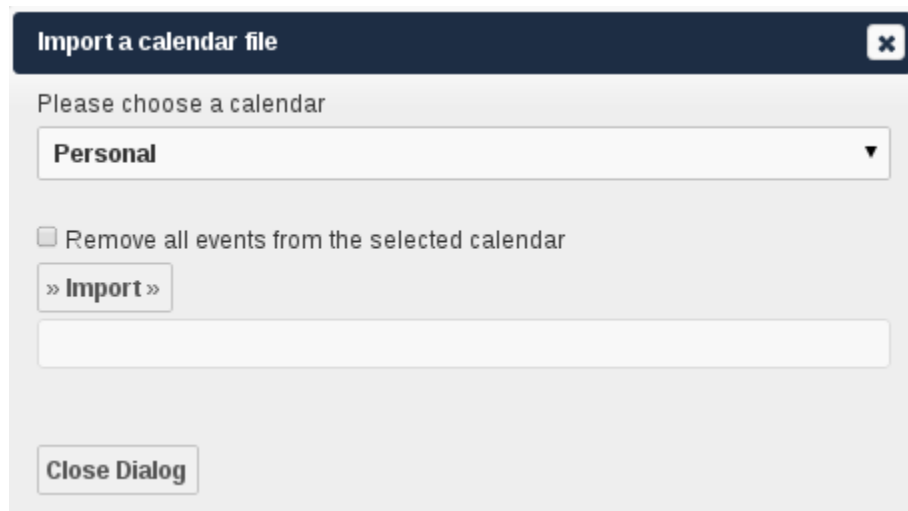 Import a calendar file
Please choose a calendar
Personal
Remove all events from the selected calendar
» Import »
Close Dialog